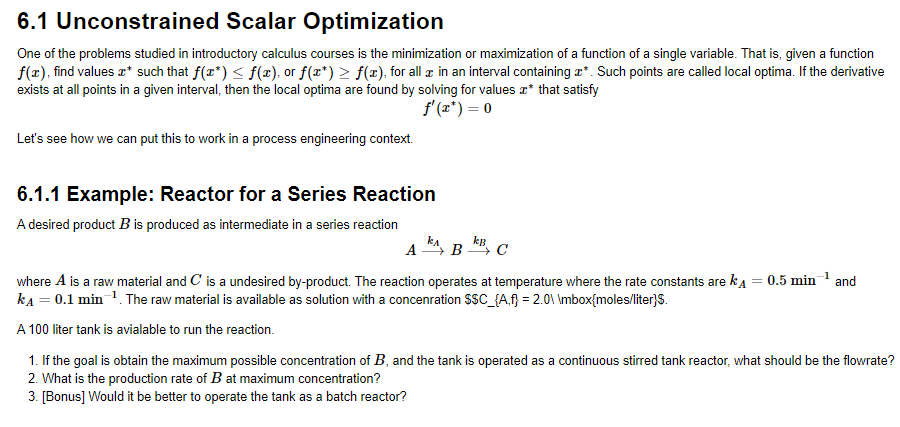 6.1 Unconstrained Scalar Optimization
One of the problems studied in introductory calculus courses is the minimization or maximization of a function of a single variable. That is, given a function
f(x), find values x* such that f(x*) ≤ f(x), or f(x*) ≥ f(x), for all x in an interval containing x*. Such points are called local optima. If the derivative
exists at all points in a given interval, then the local optima are found by solving for values x* that satisfy
f′(x*) = 0
Let's see how we can put this to work in a process engineering context.
6.1.1 Example: Reactor for a Series Reaction
A desired product B is produced as intermediate in a series reaction
A —kA→ B —kB→ C
where A is a raw material and C is a undesired by-product. The reaction operates at temperature where the rate constants are kA = 0.5 min⁻¹ and
kA = 0.1 min⁻¹. The raw material is available as solution with a concenration $$C_{A,f} = 2.0\ \mbox{moles/liter}$.
A 100 liter tank is avialable to run the reaction.
1. If the goal is obtain the maximum possible concentration of B, and the tank is operated as a continuous stirred tank reactor, what should be the flowrate?
2. What is the production rate of B at maximum concentration?
3. [Bonus] Would it be better to operate the tank as a batch reactor?